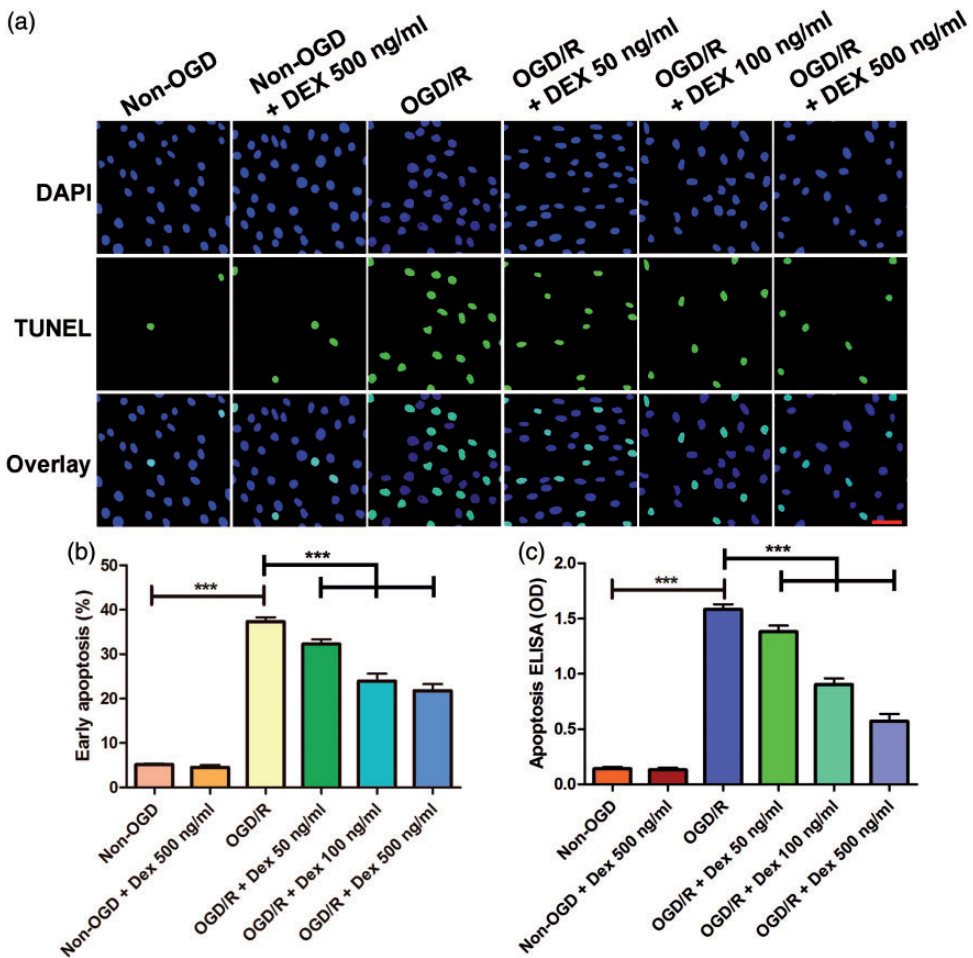 (a)
Non-OGD
Non-OGD
+ DEX 500 ng/ml
OGD/R
OGD/R
+ DEX 50 ng/ml
OGD/R
+ DEX 100 ng/ml
OGD/R
+ DEX 500 ng/ml
DAPI
TUNEL
Overlay
(b)
Early apoptosis (%)
50
40
30
20
10
0
***
***
Non-OGD
Non-OGD + Dex 500 ng/ml
OGD/R
OGD/R + Dex 50 ng/ml
OGD/R + Dex 100 ng/ml
OGD/R + Dex 500 ng/ml
(c)
Apoptosis ELISA (OD)
2.0
1.5
1.0
0.5
0.0
***
***
Non-OGD
Non-OGD + Dex 500 ng/ml
OGD/R
OGD/R + Dex 50 ng/ml
OGD/R + Dex 100 ng/ml
OGD/R + Dex 500 ng/ml